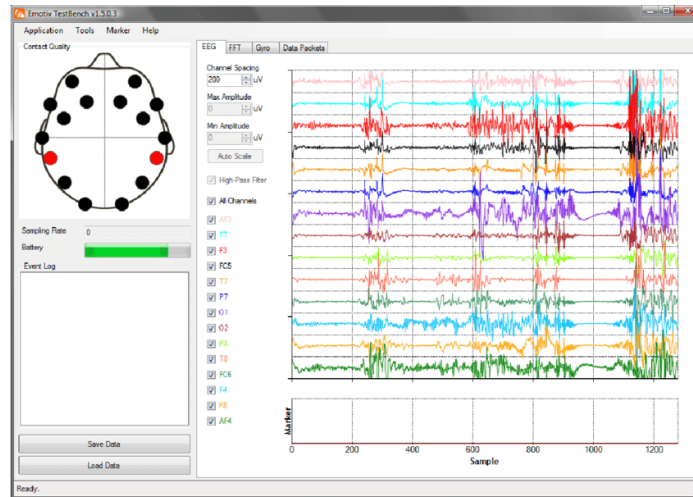 Emotiv TestBench v1.5.0.3
Application Tools Marker Help
Contact Quality
Sampling Rate 0
Battery
Event Log
Save Data
Load Data
Ready.
EEG FFT Gyro Data Packets
Channel Spacing
200 uV
Max Amplitude
0 uV
Min Amplitude
0 uV
Auto Scale
High-Pass Filter
All Channels
AF3
F7
F3
FC5
T7
P7
O1
O2
P8
T8
FC6
F4
F8
AF4
Marker
0 200 400 600 800 1000 1200
Sample